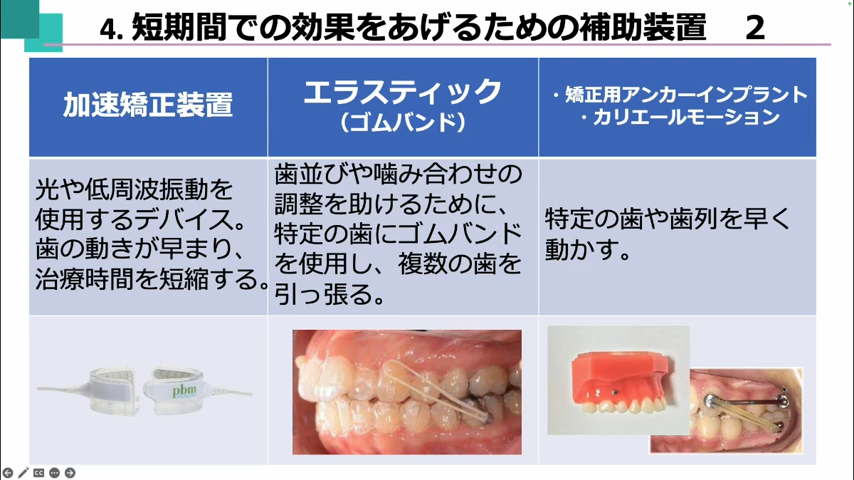 4. 短期間での効果をあげるための補助装置　2
加速矯正装置
エラスティック
（ゴムバンド）
・矯正用アンカーインプラント
・カリエールモーション
光や低周波振動を
使用するデバイス。
歯の動きが早まり、
治療時間を短縮する。
歯並びや噛み合わせの
調整を助けるために、
特定の歯にゴムバンド
を使用し、複数の歯を
引っ張る。
特定の歯や歯列を早く
動かす。
pbm
CC